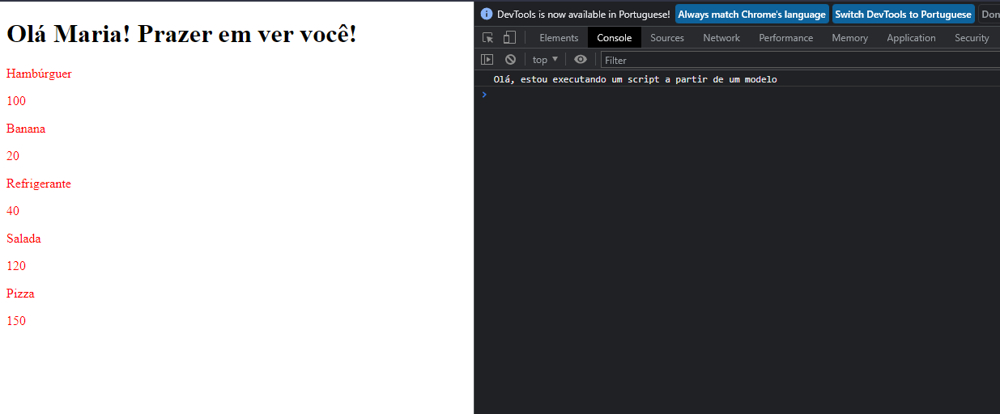 Olá Maria! Prazer em ver você!
Hambúrguer
100
Banana
20
Refrigerante
40
Salada
120
Pizza
150
DevTools is now available in Portuguese! Always match Chrome's language Switch DevTools to Portuguese Don
Elements Console Sources Network Performance Memory Application Security
top Filter
Olá, estou executando um script a partir de um modelo